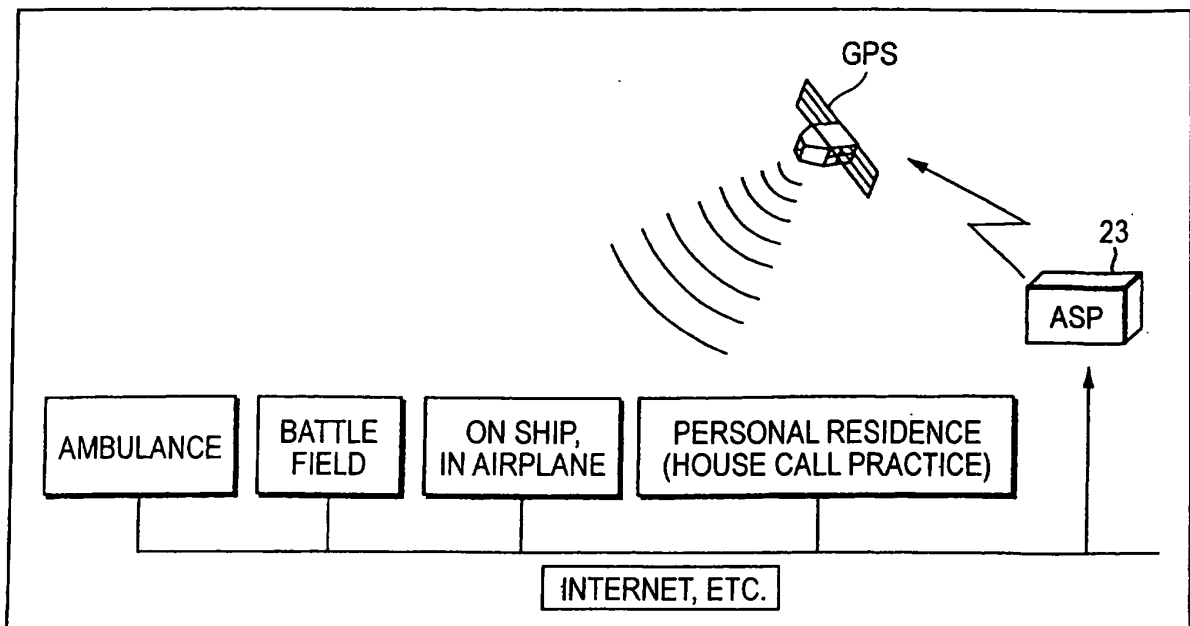 GPS
23
ASP
AMBULANCE
BATTLE
FIELD
ON SHIP,
IN AIRPLANE
PERSONAL RESIDENCE
(HOUSE CALL PRACTICE)
INTERNET, ETC.